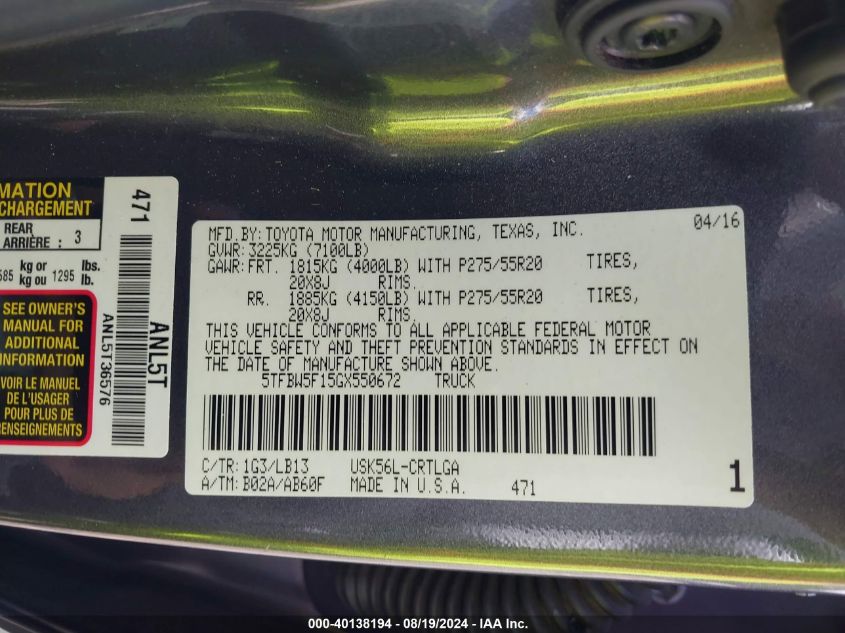 MATION
CHARGEMENT
REAR
ARRIÈRE : 3
585 kg or 1295 lbs.
kg ou lb.
SEE OWNER'S
MANUAL FOR
ADDITIONAL
INFORMATION
VOIR LE MANUEL
DE L'USAGER
POUR PLUS DE
RENSEIGNEMENTS
471
ANL5T
ANL5T36576
MFD.BY:TOYOTA MOTOR MANUFACTURING, TEXAS, INC. 04/16
GVWR:3225KG (7100LB)
GAWR:FRT. 1815KG (4000LB) WITH P275/55R20 TIRES,
20X8J RIMS.
RR. 1885KG (4150LB) WITH P275/55R20 TIRES,
20X8J RIMS.
THIS VEHICLE CONFORMS TO ALL APPLICABLE FEDERAL MOTOR
VEHICLE SAFETY AND THEFT PREVENTION STANDARDS IN EFFECT ON
THE DATE OF MANUFACTURE SHOWN ABOVE.
5TFBW5F15GX550672 TRUCK
C/TR:1G3/LB13 USK56L-CRTLGA
A/TM:B02A/AB60F MADE IN U.S.A. 471 1
000-40138194 - 08/19/2024 - IAA Inc.